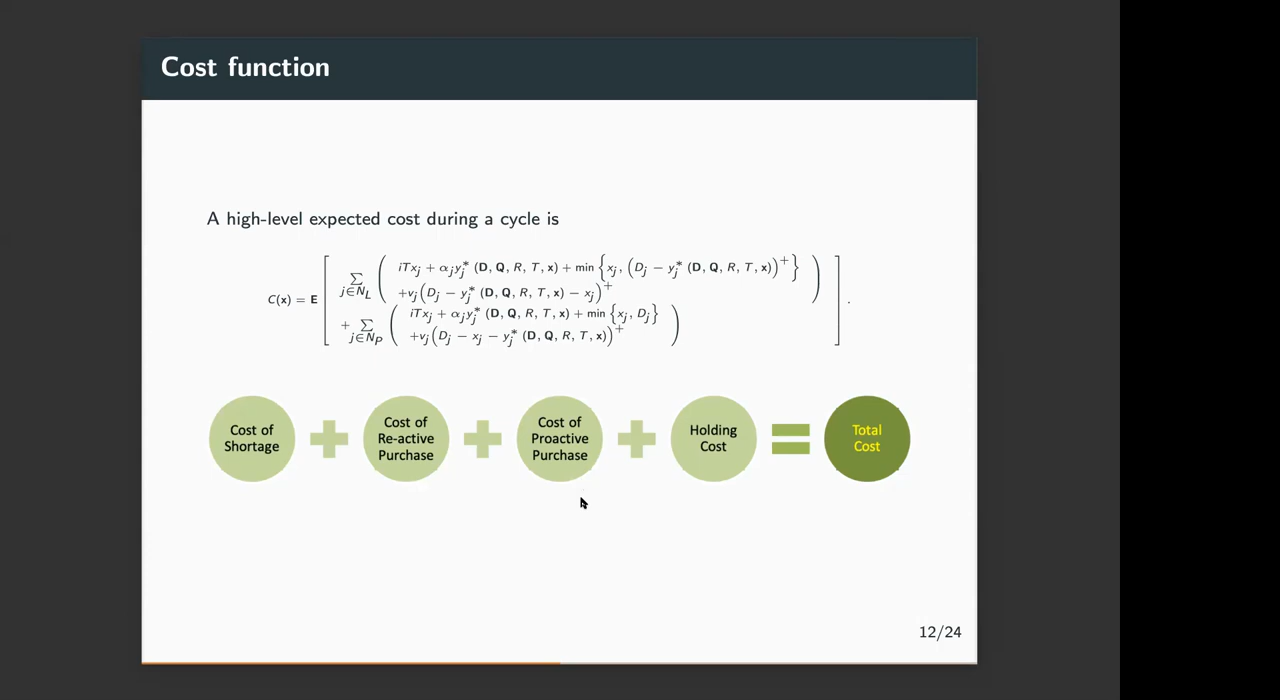 Cost function
A high-level expected cost during a cycle is
C(x) = E [ ∑_{j∈N_L} ( iTx_j + α_j y_j^* (D, Q, R, T, x) + min { x_j, (D_j − y_j^* (D, Q, R, T, x))^+ }
+v_j (D_j − y_j^* (D, Q, R, T, x) − x_j)^+ )
+ ∑_{j∈N_P} ( iTx_j + α_j y_j^* (D, Q, R, T, x) + min { x_j, D_j }
+v_j (D_j − x_j − y_j^* (D, Q, R, T, x))^+ ) ] .
Cost of
Shortage
Cost of
Re-active
Purchase
Cost of
Proactive
Purchase
Holding
Cost
Total
Cost
12/24